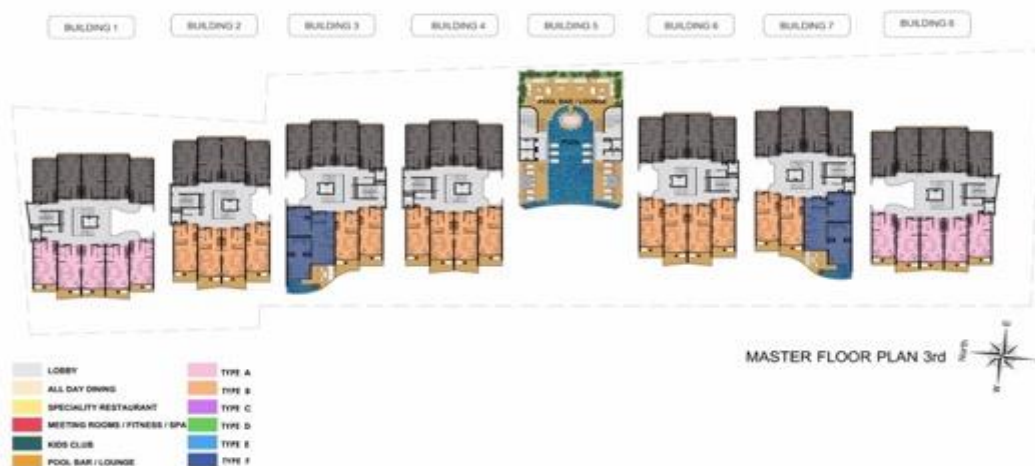 BUILDING 1
BUILDING 2
BUILDING 3
BUILDING 4
BUILDING 5
BUILDING 6
BUILDING 7
BUILDING 8
POOL BAR / LOUNGE
POOL
MASTER FLOOR PLAN 3rd
North
E
W
LOBBY
ALL DAY DINING
SPECIALITY RESTAURANT
MEETING ROOMS / FITNESS / SPA
KIDS CLUB
POOL BAR / LOUNGE
TYPE A
TYPE B
TYPE C
TYPE D
TYPE E
TYPE F